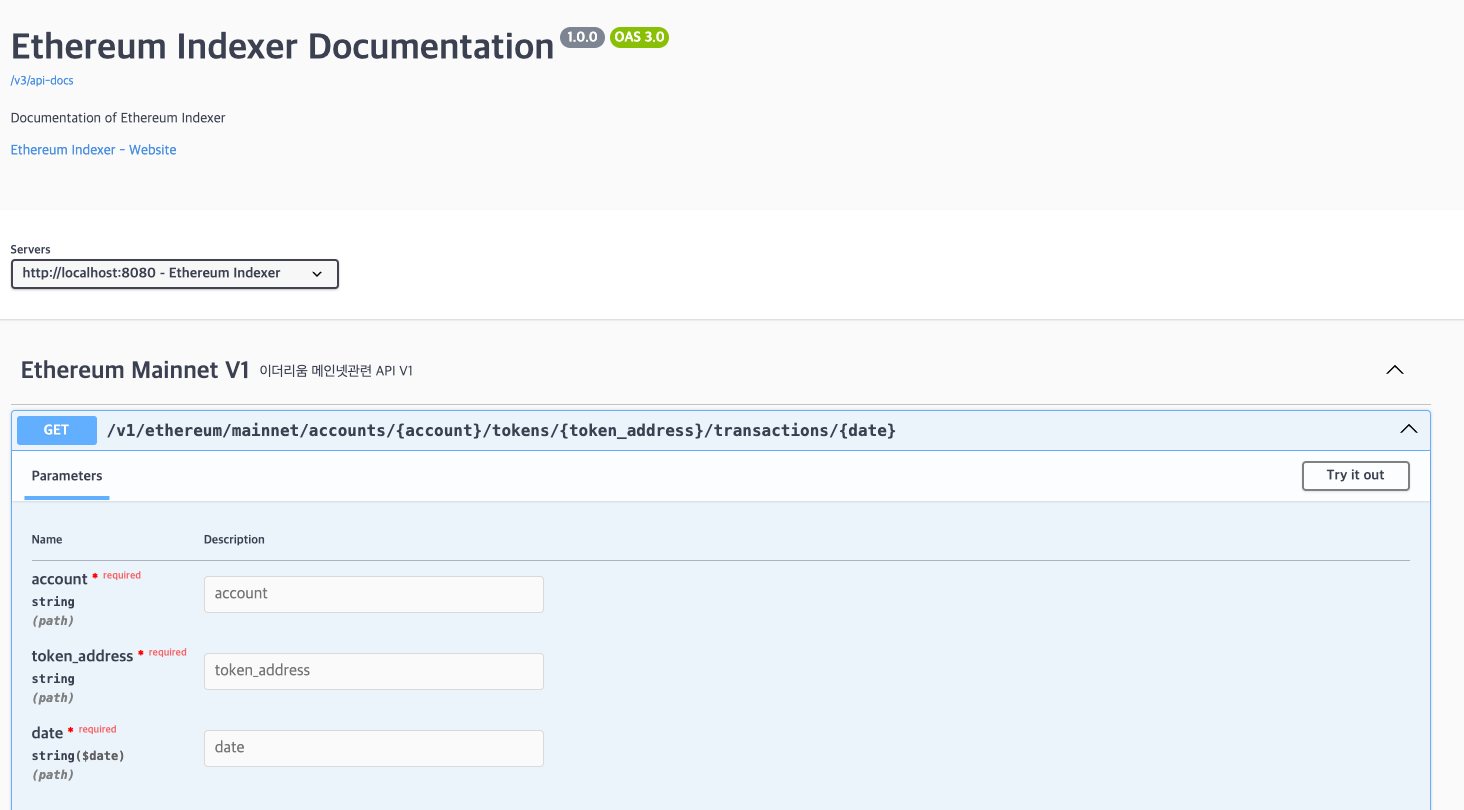 Ethereum Indexer Documentation 1.0.0 OAS 3.0
/v3/api-docs
Documentation of Ethereum Indexer
Ethereum Indexer - Website
Servers
http://localhost:8080 - Ethereum Indexer
Ethereum Mainnet V1 이더리움 메인넷관련 API V1
GET /v1/ethereum/mainnet/accounts/{account}/tokens/{token_address}/transactions/{date}
Parameters Try it out
Name Description
account * required
string
(path)
account
token_address * required
string
(path)
token_address
date * required
string($date)
(path)
date